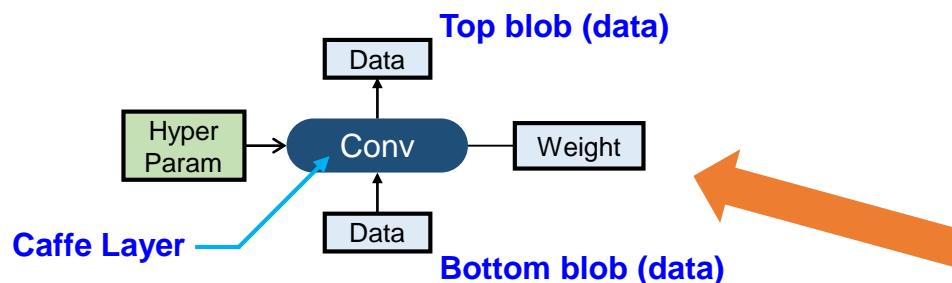 Top blob (data)
Data
Hyper
Param
Conv
Weight
Data
Caffe Layer
Bottom blob (data)